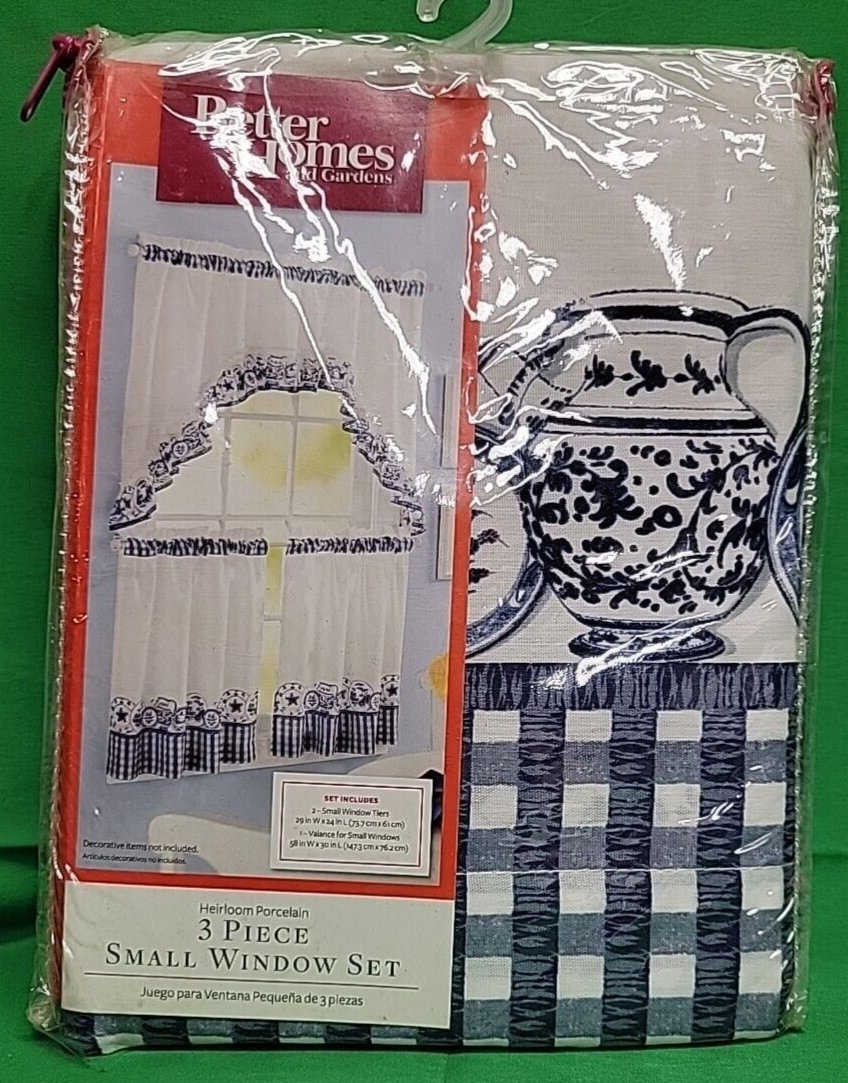 Better
Homes
and Gardens
SET INCLUDES
2 – Small Window Tiers
29 in W x 24 in L (73.7 cm x 61 cm)
1 – Valance for Small Windows
58 in W x 30 in L (147.3 cm x 76.2 cm)
Decorative items not included.
Artículos decorativos no incluidos.
Heirloom Porcelain
3 PIECE
SMALL WINDOW SET
Juego para Ventana Pequeña de 3 piezas